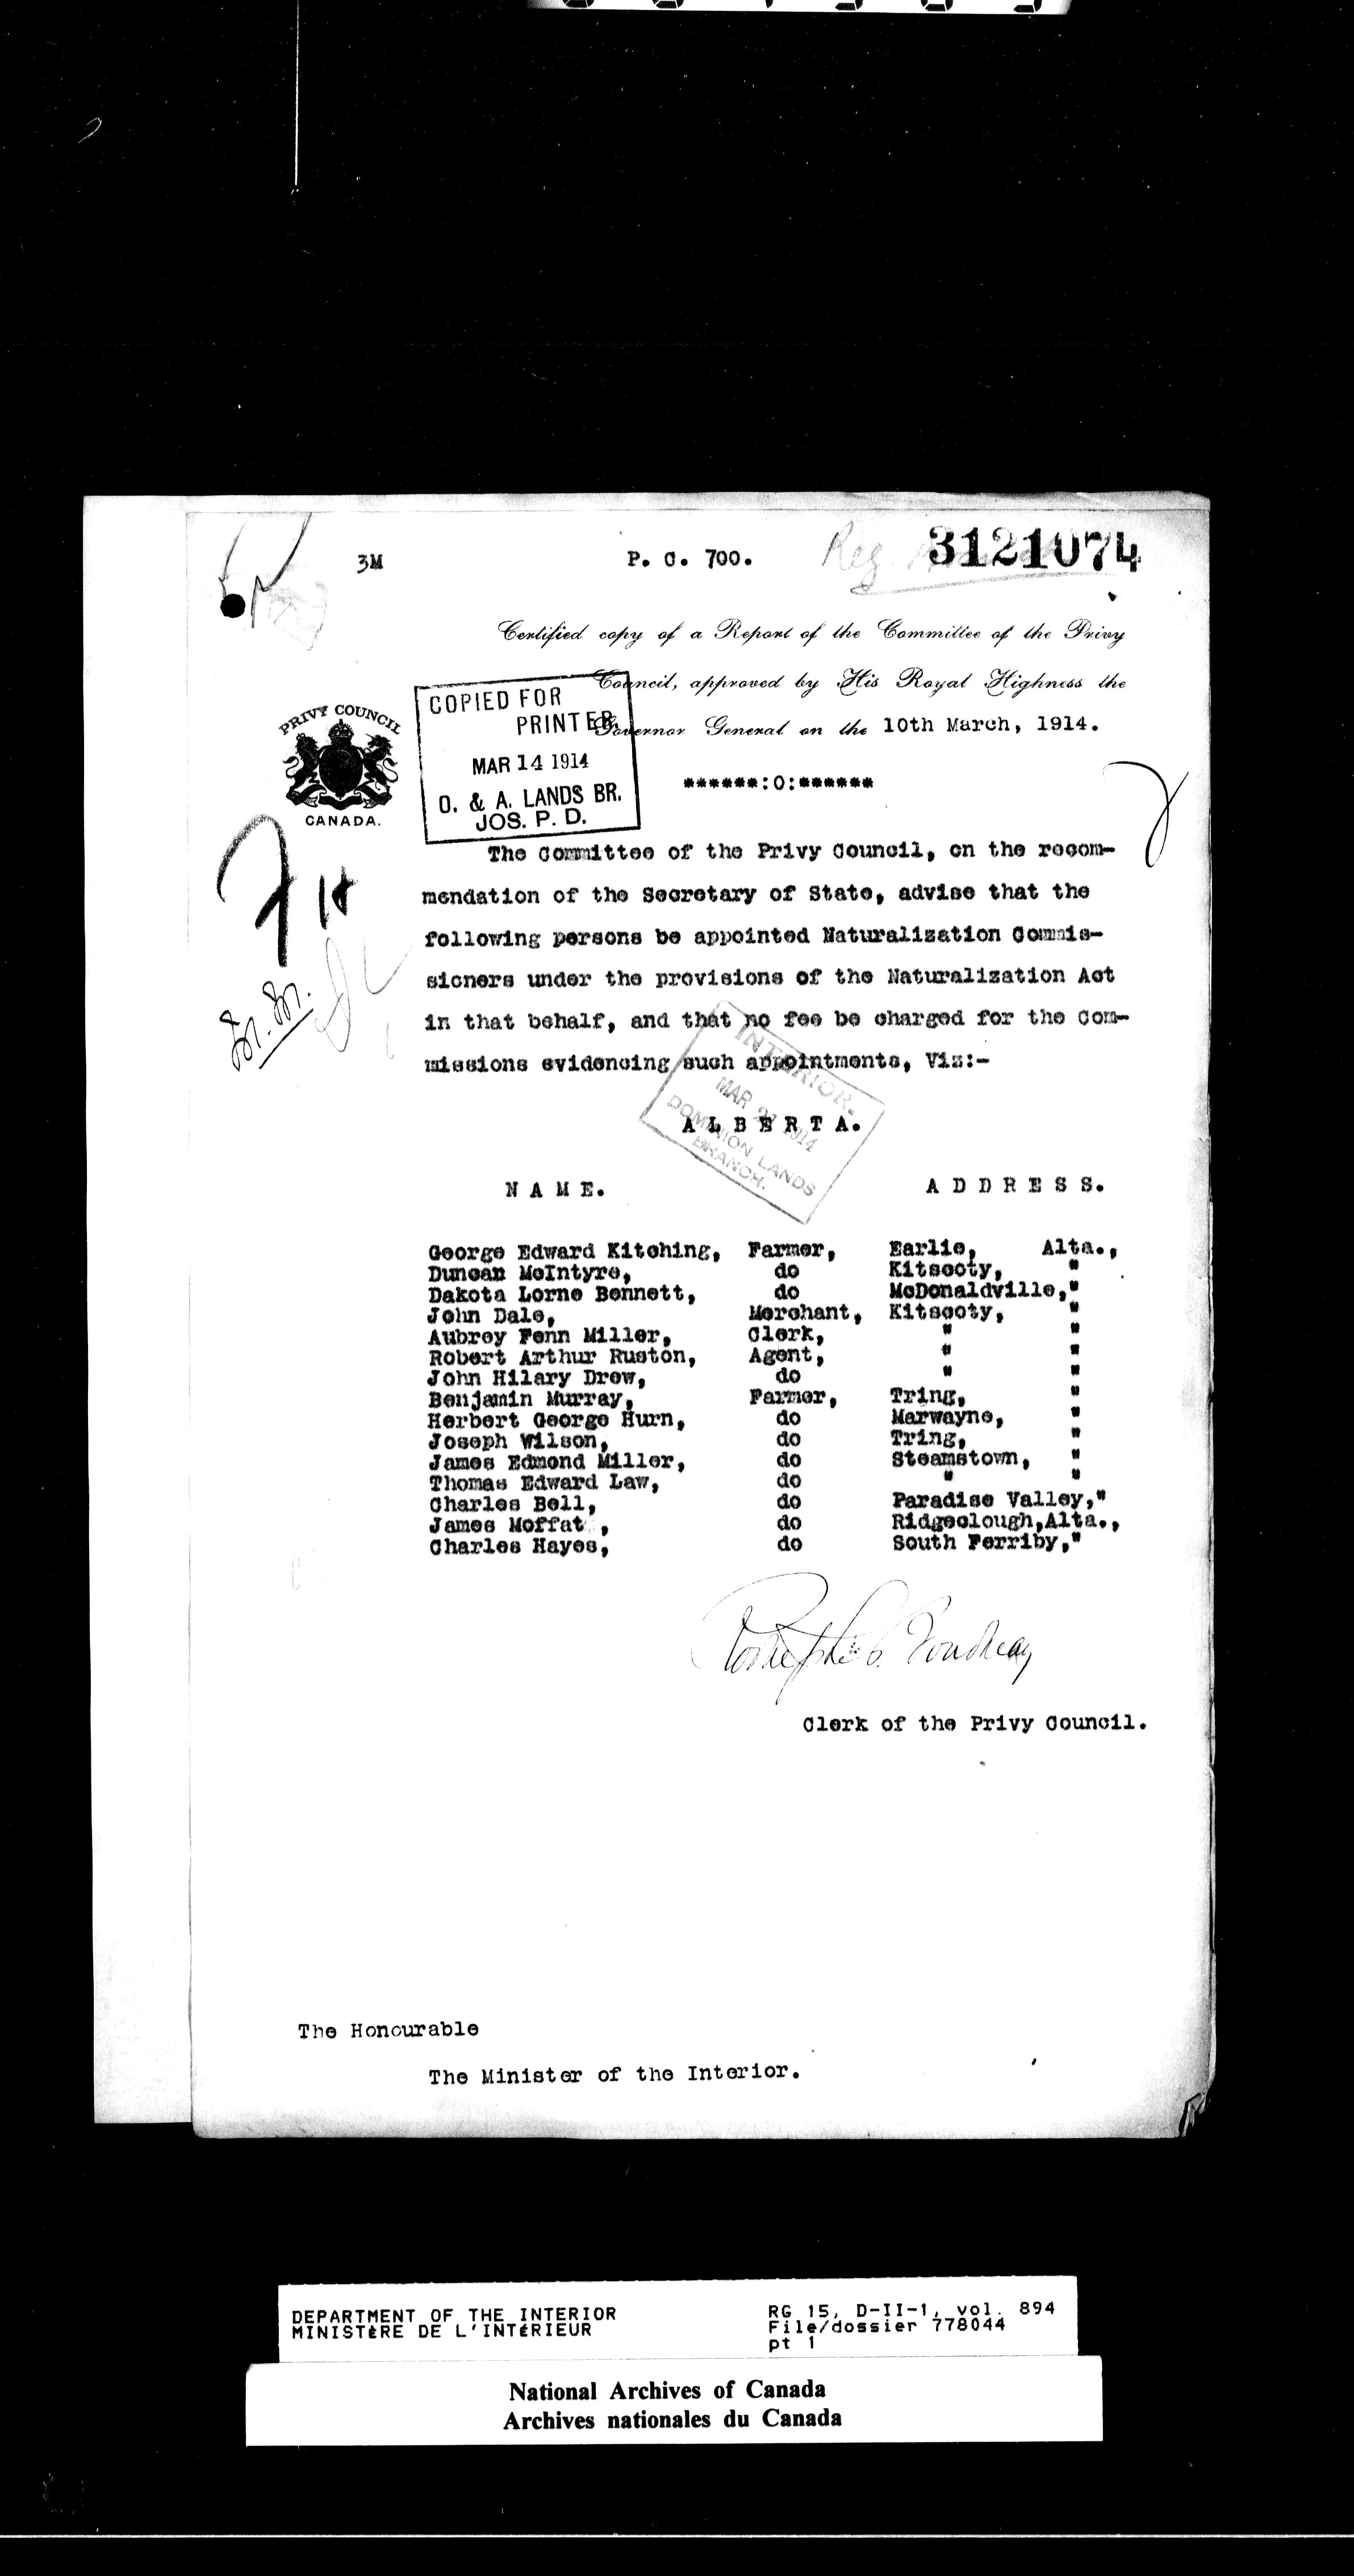 3M P. C. 700. Reg 3121074
Certified copy of a Report of the Committee of the Privy
Council, approved by His Royal Highness the
Governor General on the 10th March, 1914.
PRIVY COUNCIL
CANADA.
COPIED FOR
PRINTER
MAR 14 1914
O. & A. LANDS BR.
JOS. P. D.
******:0:******
The Committee of the Privy Council, on the recom-
mendation of the Secretary of State, advise that the
following persons be appointed Naturalization Commis-
sioners under the provisions of the Naturalization Act
in that behalf, and that no fee be charged for the Com-
missions evidencing such appointments, Viz:-
INTERIOR.
MAR 1914
DOMINION LANDS
BRANCH.
ALBERTA.
NAME. ADDRESS.
George Edward Kitching, Farmer, Earlie, Alta.,
Duncan McIntyre, do Kitscoty, "
Dakota Lorne Bennett, do McDonaldville,"
John Dale, Merchant, Kitscoty, "
Aubrey Fenn Miller, Clerk, " "
Robert Arthur Ruston, Agent, " "
John Hilary Drew, do " "
Benjamin Murray, Farmer, Tring, "
Herbert George Hurn, do Marwayne, "
Joseph Wilson, do Tring, "
James Edmond Miller, do Steamstown, "
Thomas Edward Law, do " "
Charles Bell, do Paradise Valley,"
James Moffat , do Ridgeclough,Alta.,
Charles Hayes, do South Ferriby,"
Clerk of the Privy Council.
The Honourable
The Minister of the Interior.
DEPARTMENT OF THE INTERIOR
MINISTÈRE DE L'INTÉRIEUR
RG 15, D-II-1, vol. 894
File/dossier 778044
pt 1
National Archives of Canada
Archives nationales du Canada